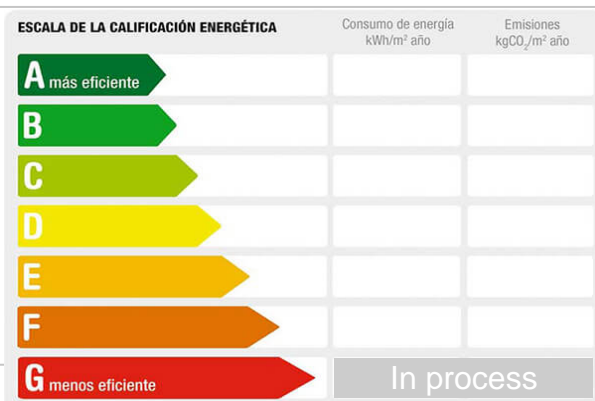 ESCALA DE LA CALIFICACIÓN ENERGÉTICA
Consumo de energía
kWh/m² año
Emisiones
kgCO₂/m² año
A más eficiente
B
C
D
E
F
G menos eficiente
In process